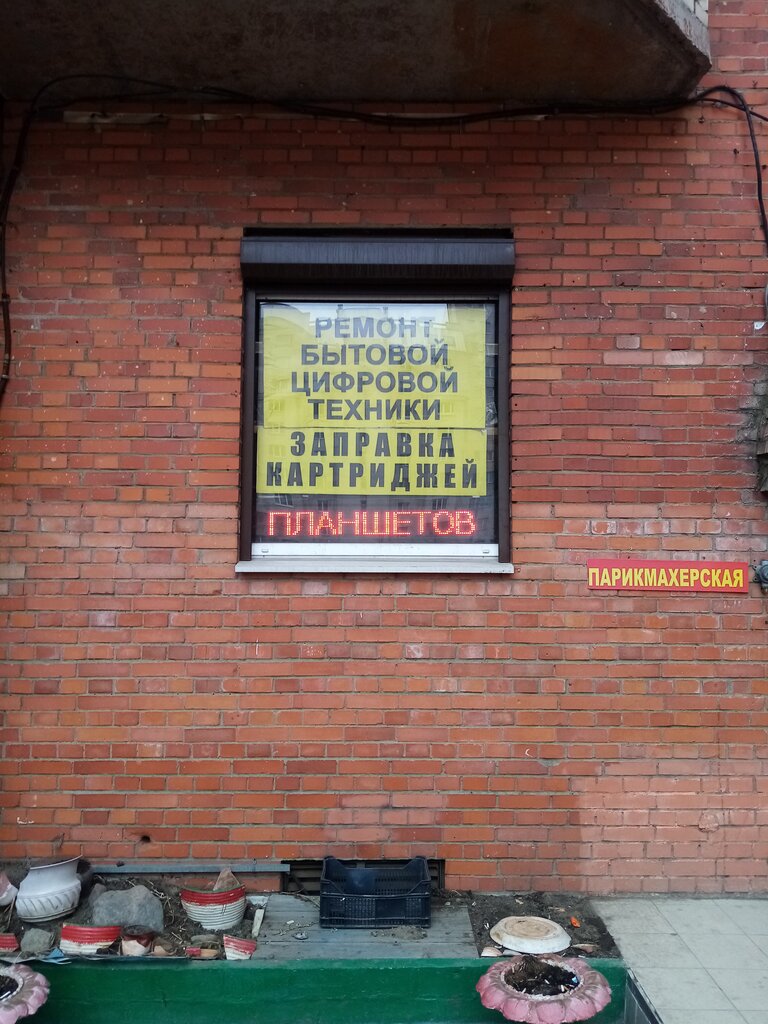 РЕМОНТ
БЫТОВОЙ
ЦИФРОВОЙ
ТЕХНИКИ
ЗАПРАВКА
КАРТРИДЖЕЙ
ПЛАНШЕТОВ
ПАРИКМАХЕРСКАЯ